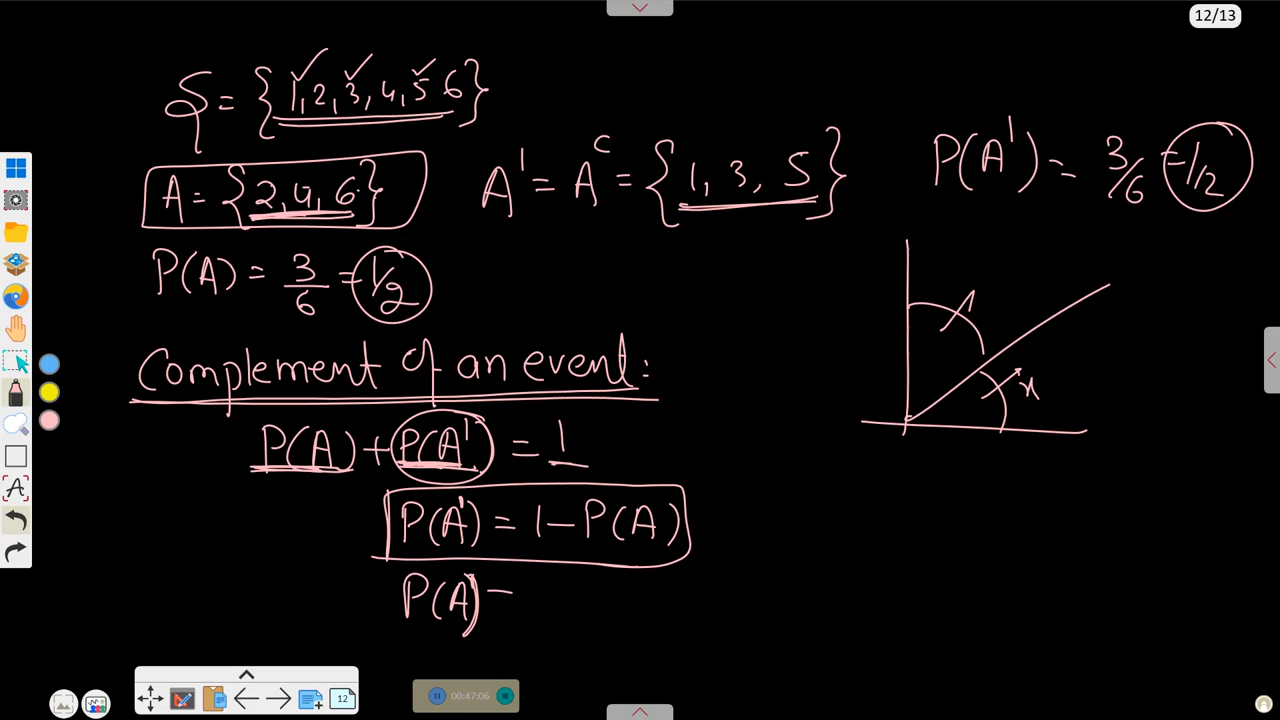 12/13
S = {1, 2, 3, 4, 5 6}
A = {2, 4, 6}
A' = Aᶜ = {1, 3, 5}
P(A') = 3/6 = 1/2
P(A) = 3/6 = 1/2
Complement of an event:
x
P(A) + P(A') = 1
P(A') = 1 - P(A)
P(A) =
12
00:47:06